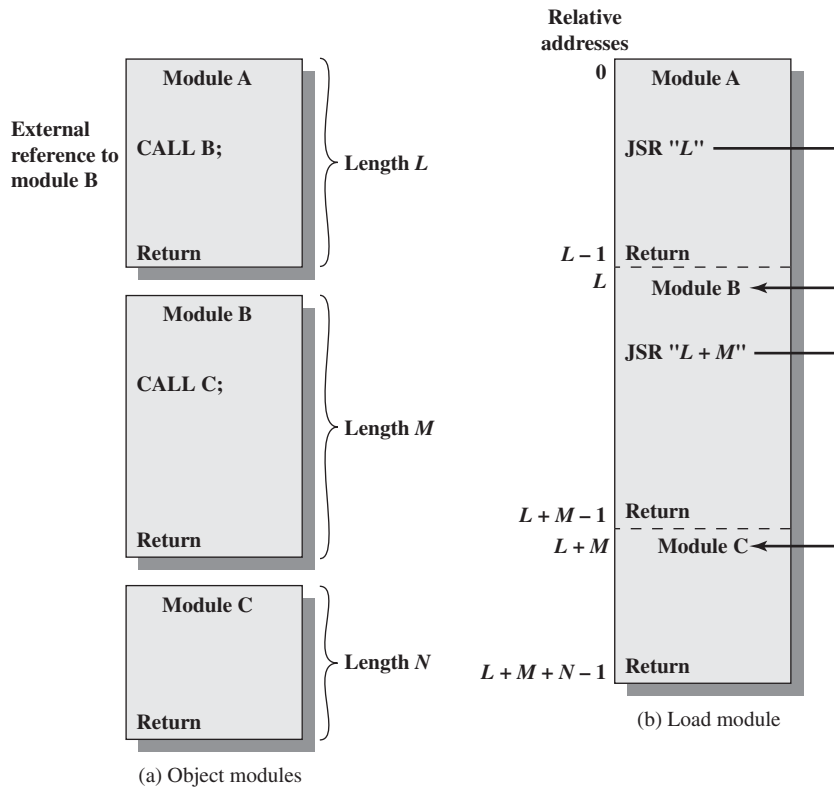 Module A
External
reference to
module B
CALL B;
Length L
Return
Module B
CALL C;
Length M
Return
Module C
Length N
Return
(a) Object modules
Relative
addresses
0
Module A
JSR "L"
L – 1
Return
L
Module B
JSR "L + M"
L + M – 1
Return
L + M
Module C
L + M + N – 1
Return
(b) Load module